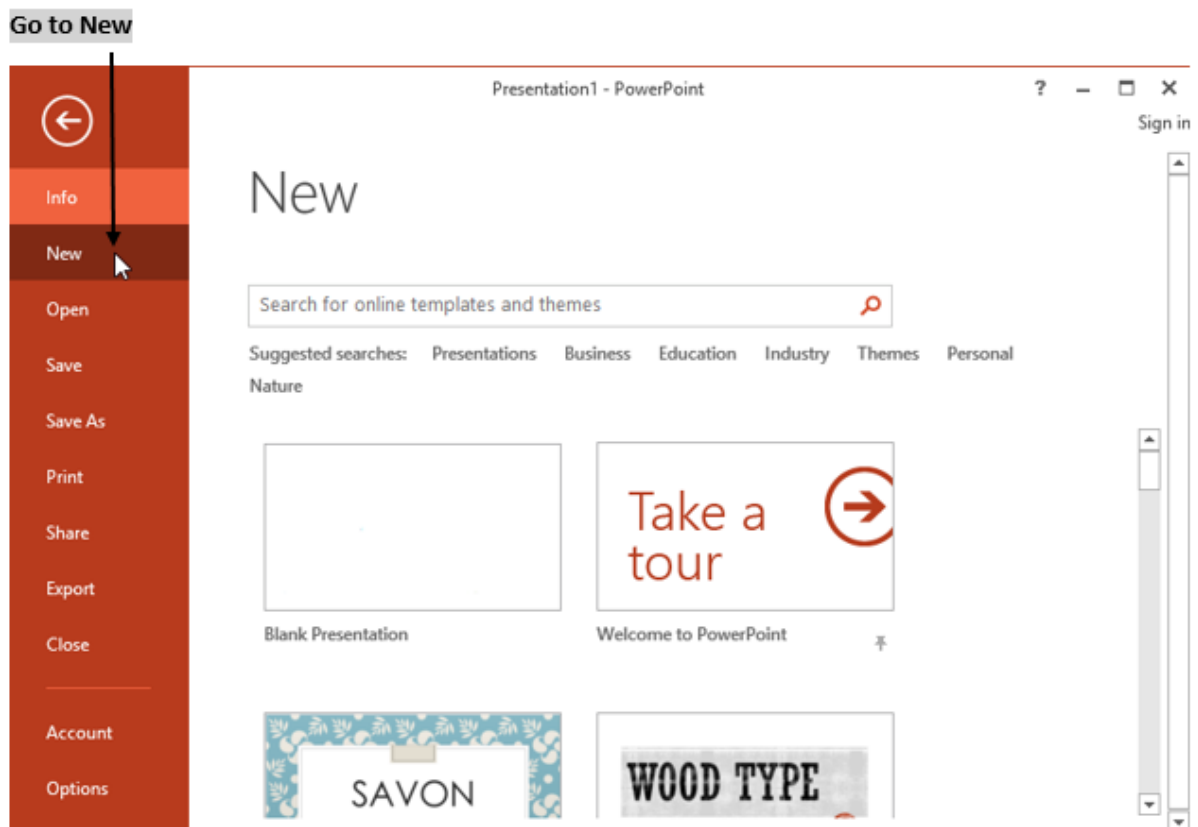 Go to New
Presentation1 - PowerPoint
?
Sign in
Info
New
Open
Save
Save As
Print
Share
Export
Close
Account
Options
New
Search for online templates and themes
Suggested searches: Presentations Business Education Industry Themes Personal
Nature
Take a
tour
Blank Presentation
Welcome to PowerPoint
SAVON
WOOD TYPE